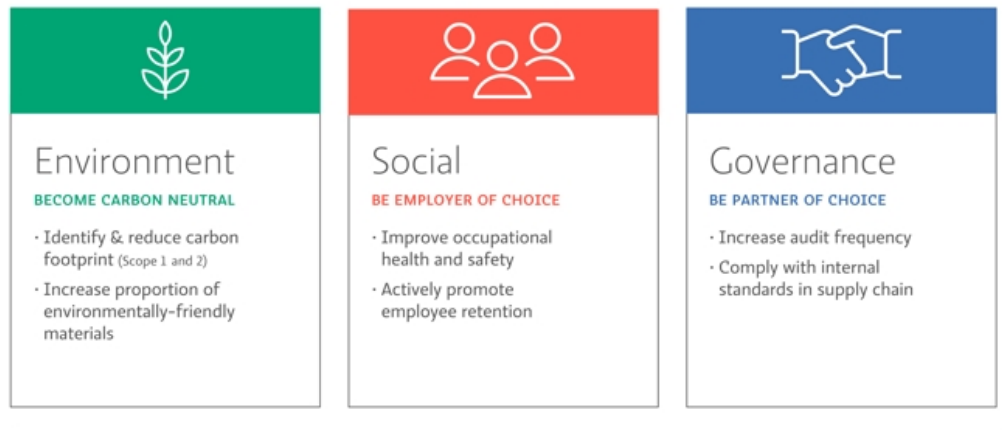 Environment
BECOME CARBON NEUTRAL
· Identify & reduce carbon
footprint (Scope 1 and 2)
· Increase proportion of
environmentally-friendly
materials
Social
BE EMPLOYER OF CHOICE
· Improve occupational
health and safety
· Actively promote
employee retention
Governance
BE PARTNER OF CHOICE
· Increase audit frequency
· Comply with internal
standards in supply chain